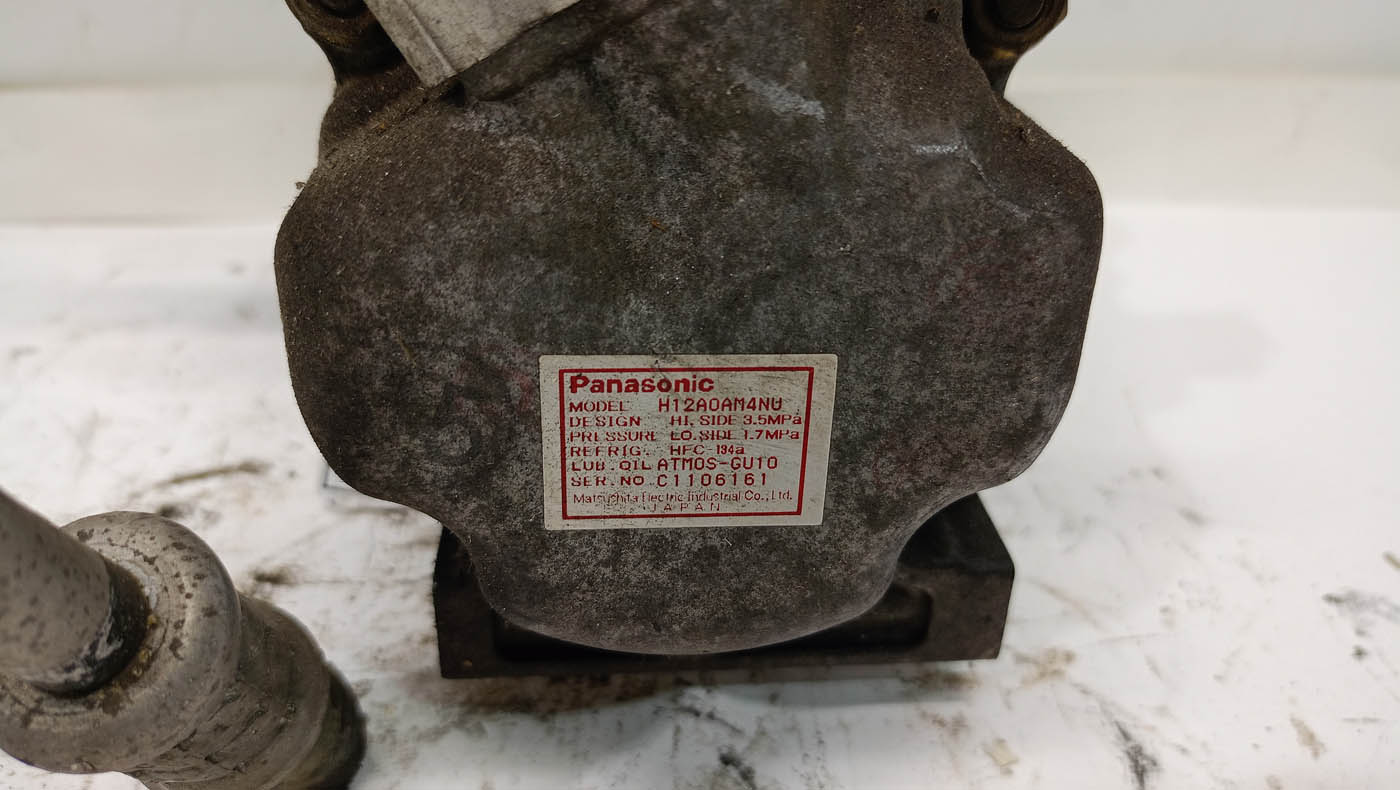 Panasonic
MODEL H12A0AM4NU
DESIGN HI. SIDE 3.5MPa
PRESSURE LO. SIDE 1.7MPa
REFRIG. HFC-134a
LUB. OIL ATMOS-GU10
SER. NO. C1106161
Matsushita Electric Industrial Co., Ltd.
JAPAN